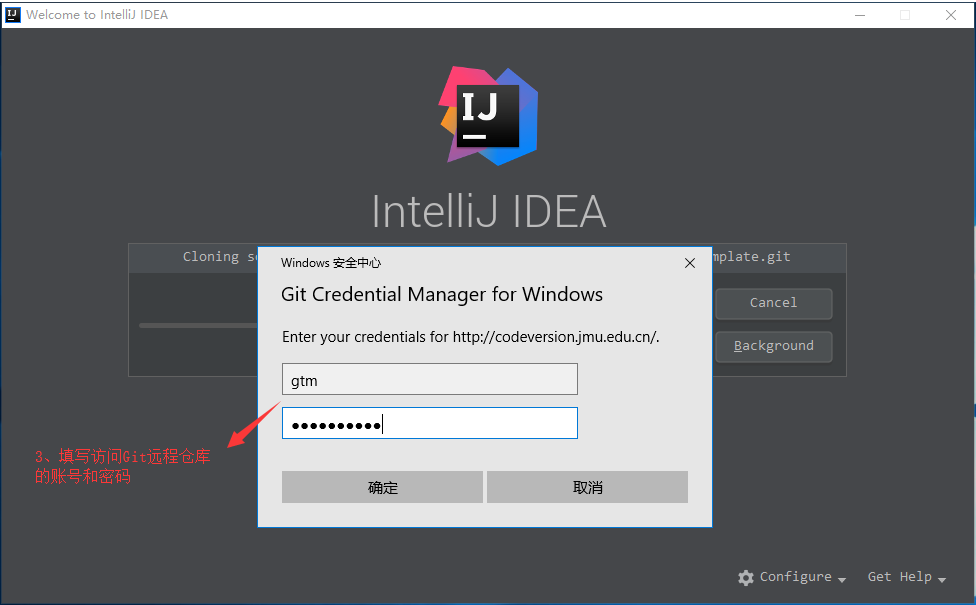 IJ Welcome to IntelliJ IDEA
IJ
IntelliJ IDEA
Cloning
mplate.git
Windows 安全中心
Git Credential Manager for Windows
Enter your credentials for http://codeversion.jmu.edu.cn/.
gtm
●●●●●●●●●●
Cancel
Background
3、填写访问Git远程仓库
的账号和密码
确定
取消
Configure
Get Help